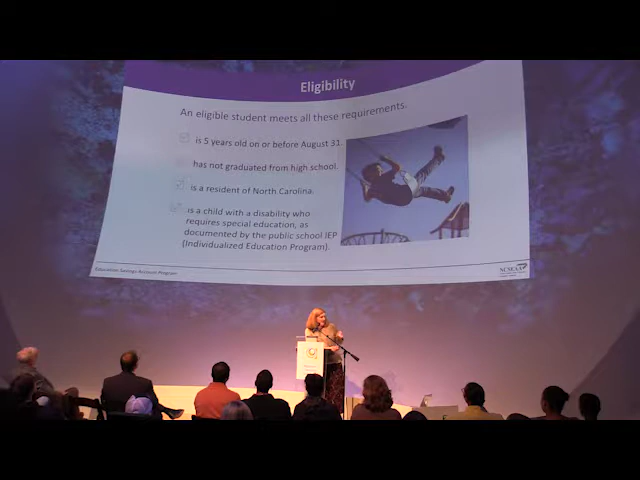 Eligibility
An eligible student meets all these requirements.
is 5 years old on or before August 31.
has not graduated from high school.
is a resident of North Carolina.
is a child with a disability who
requires special education, as
documented by the public school IEP
(Individualized Education Program).
Education Savings Account Program
NCSEAA